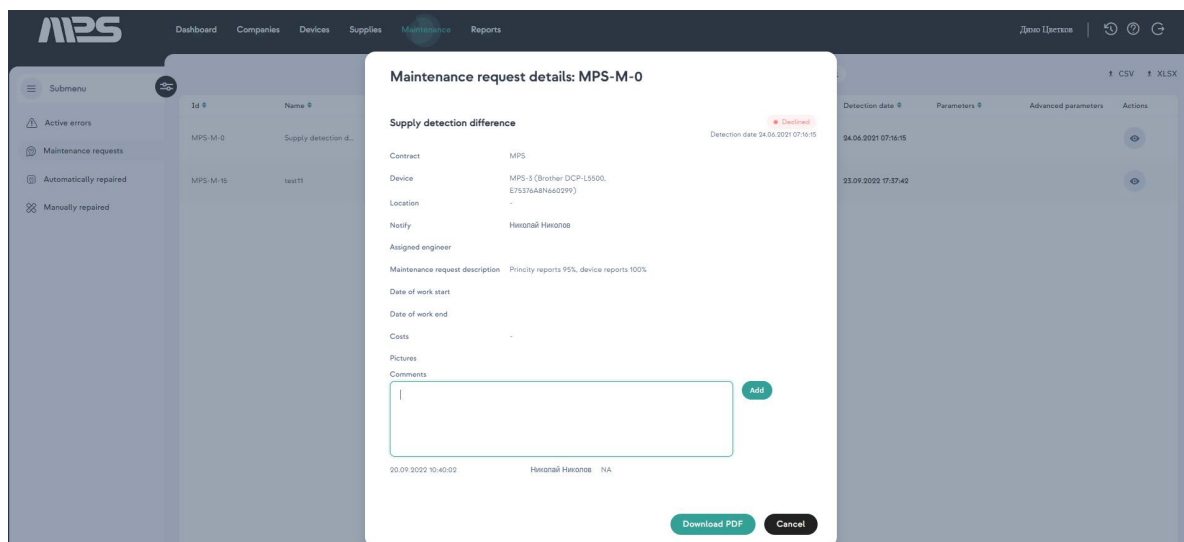 MPS
Dashboard Companies Devices Supplies Maintenance Reports Димо Цветков
Submenu
Active errors
Maintenance requests
Automatically repaired
Manually repaired
CSV XLSX
Id Name Detection date Parameters Advanced parameters Actions
MPS-M-0 Supply detection d... 24.06.2021 07:16:15
MPS-M-15 test11 23.09.2022 17:37:42
Maintenance request details: MPS-M-0
Supply detection difference Declined
Detection date 24.06.2021 07:16:15
Contract MPS
Device MPS-3 (Brother DCP-L5500,
E75376A8N660299)
Location -
Notify Николай Николов
Assigned engineer
Maintenance request description Princity reports 95%, device reports 100%
Date of work start
Date of work end
Costs -
Pictures
Comments
Add
20.09.2022 10:40:02 Николай Николов NA
Download PDF Cancel